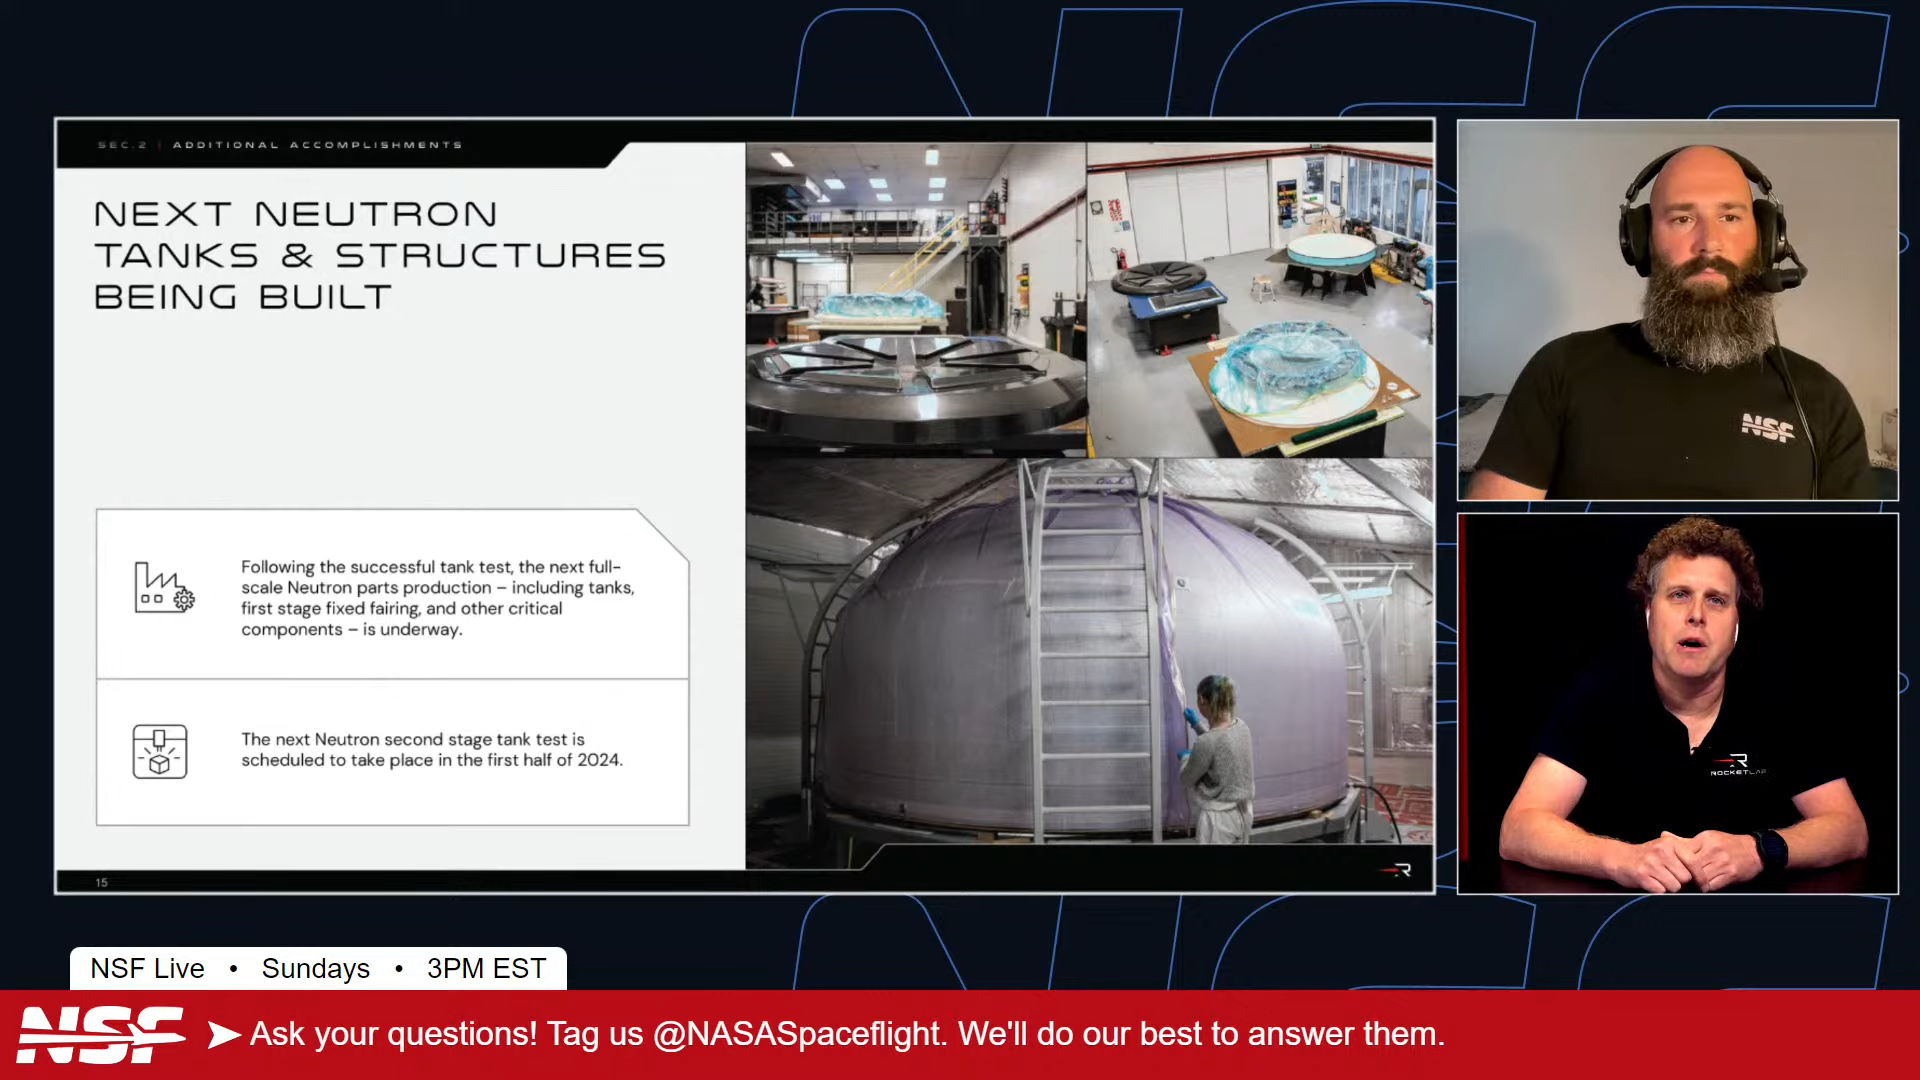 SEC.2 | ADDITIONAL ACCOMPLISHMENTS
NEXT NEUTRON
TANKS & STRUCTURES
BEING BUILT
Following the successful tank test, the next full-
scale Neutron parts production – including tanks,
first stage fixed fairing, and other critical
components – is underway.
The next Neutron second stage tank test is
scheduled to take place in the first half of 2024.
15
NSF
ROCKETLAB
NSF Live • Sundays • 3PM EST
NSF
Ask your questions! Tag us @NASASpaceflight. We'll do our best to answer them.